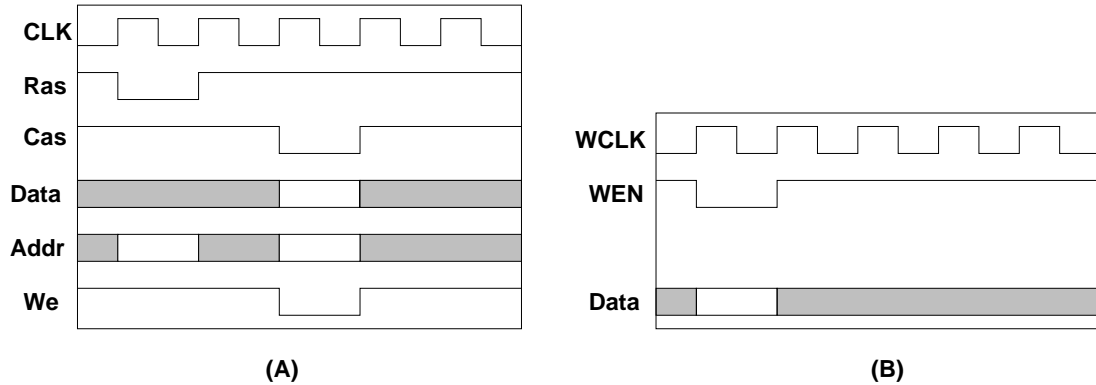 CLK
Ras
Cas
Data
Addr
We
(A)
WCLK
WEN
Data
(B)